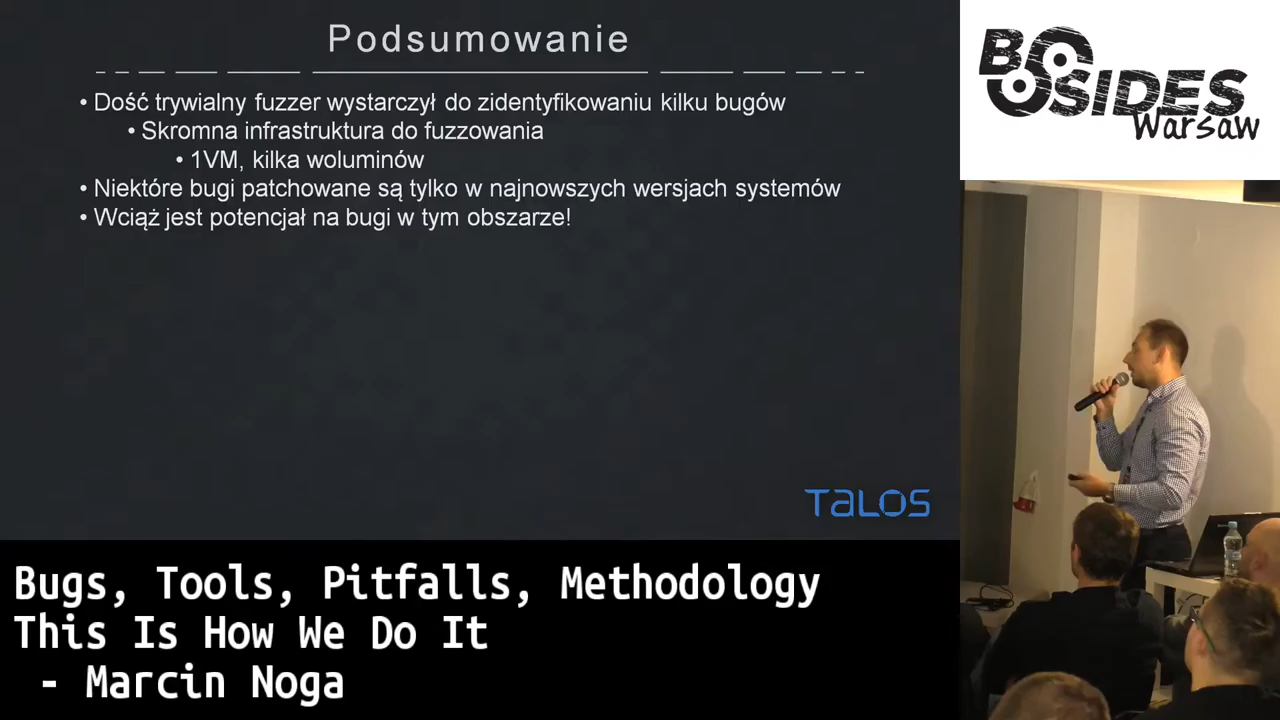 Podsumowanie
• Dość trywialny fuzzer wystarczył do zidentyfikowaniu kilku bugów
• Skromna infrastruktura do fuzzowania
• 1VM, kilka woluminów
• Niektóre bugi patchowane są tylko w najnowszych wersjach systemów
• Wciąż jest potencjał na bugi w tym obszarze!
TALOS
BSIDES
Warsaw
Bugs, Tools, Pitfalls, Methodology
This Is How We Do It
- Marcin Noga